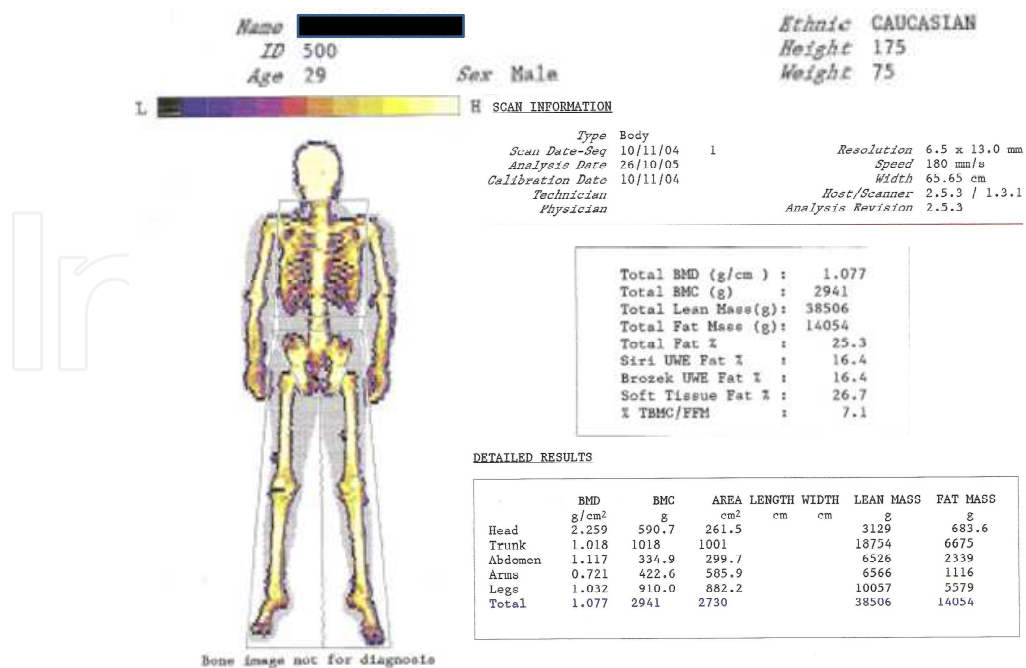 Name
ID 500
Age 29 Sex Male
Ethnic CAUCASIAN
Height 175
Weight 75
L H
SCAN INFORMATION
Type Body
Scan Date-Seq 10/11/04 1
Analysis Date 26/10/05
Calibration Date 10/11/04
Technician
Physician
Resolution 6.5 x 13.0 mm
Speed 180 mm/s
Width 65.65 cm
Host/Scanner 2.5.3 / 1.3.1
Analysis Revision 2.5.3
Total BMD (g/cm ) : 1.077
Total BMC (g) : 2941
Total Lean Mass(g): 38506
Total Fat Mass (g): 14054
Total Fat % : 25.3
Siri UWE Fat % : 16.4
Brozek UWE Fat % : 16.4
Soft Tissue Fat % : 26.7
% TBMC/FFM : 7.1
DETAILED RESULTS
BMD BMC AREA LENGTH WIDTH LEAN MASS FAT MASS
g/cm2 g cm2 cm cm g g
Head 2.259 590.7 261.5 3129 683.6
Trunk 1.018 1018 1001 18754 6675
Abdomen 1.117 334.9 299.7 6526 2339
Arms 0.721 422.6 585.9 6566 1116
Legs 1.032 910.0 882.2 10057 5579
Total 1.077 2941 2730 38506 14054
Bone image not for diagnosis